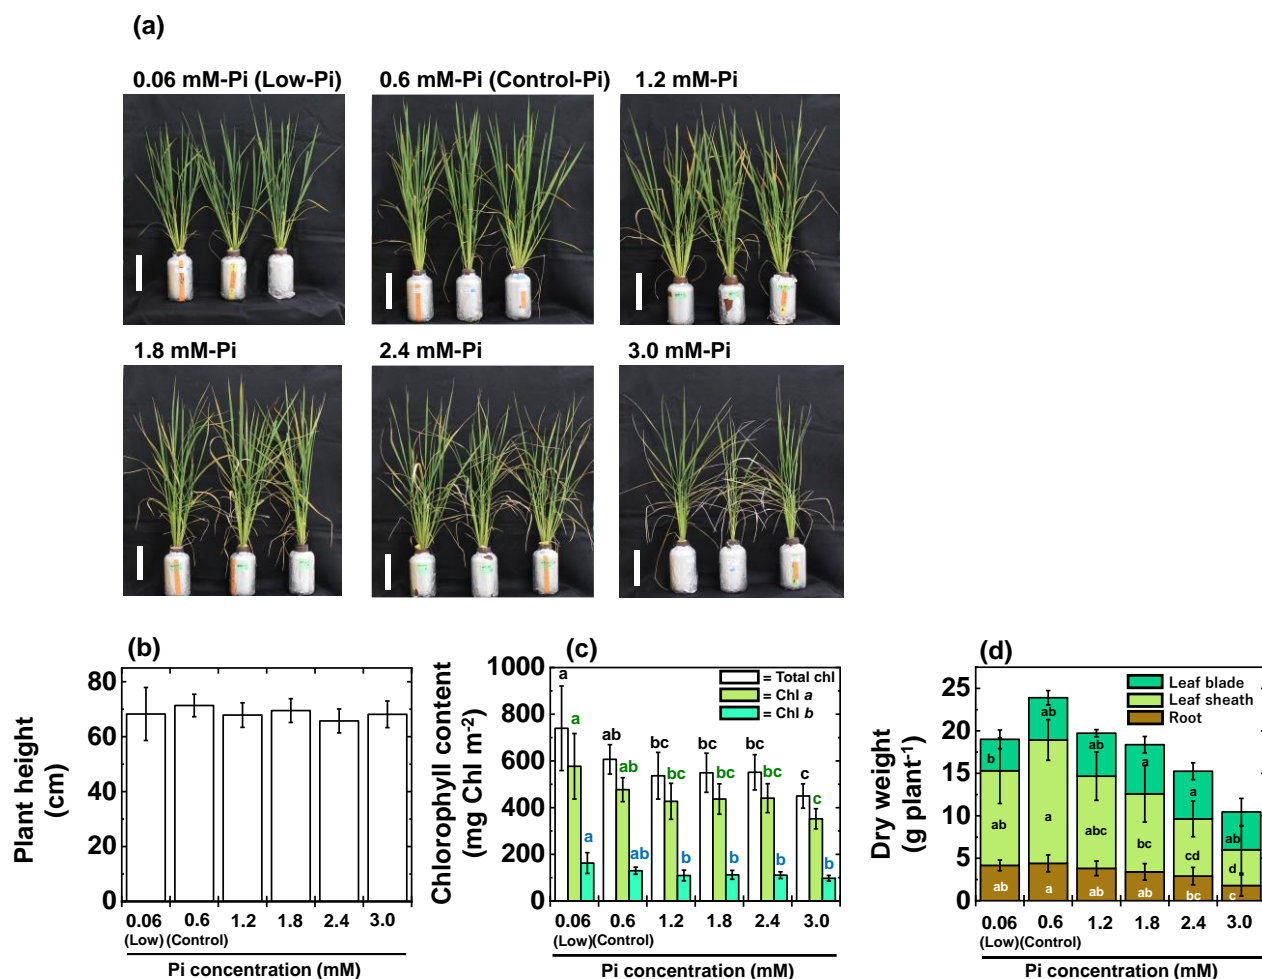 (a)
0.06 mM-Pi (Low-Pi)
0.6 mM-Pi (Control-Pi)
1.2 mM-Pi
1.8 mM-Pi
2.4 mM-Pi
3.0 mM-Pi
(b)
Plant height
(cm)
80
60
40
20
0
0.06 0.6 1.2 1.8 2.4 3.0
(Low) (Control)
Pi concentration (mM)
(c)
Chlorophyll content
(mg Chl m-2)
1000
800
600
400
200
0
= Total chl
= Chl a
= Chl b
a ab bc bc bc c
a ab bc bc bc c
a ab b b b b
0.06 0.6 1.2 1.8 2.4 3.0
(Low) (Control)
Pi concentration (mM)
(d)
Dry weight
(g plant-1)
25
20
15
10
5
0
Leaf blade
Leaf sheath
Root
b ab ab a a ab
ab a abc bc cd d
ab a ab ab bc c
0.06 0.6 1.2 1.8 2.4 3.0
(Low) (Control)
Pi concentration (mM)